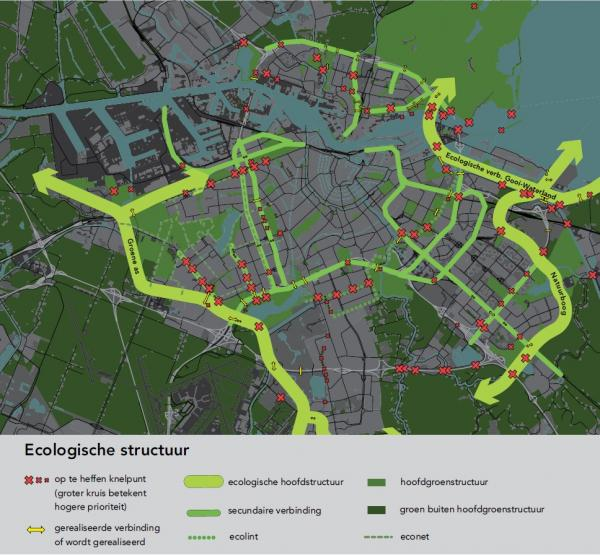 Ecologische verb. Gooi-Waterland
Groene as
Natuurboog
Ecologische structuur
op te heffen knelpunt
(groter kruis betekent
hogere prioriteit)
gerealiseerde verbinding
of wordt gerealiseerd
ecologische hoofdstructuur
secundaire verbinding
ecolint
hoofdgroenstructuur
groen buiten hoofdgroenstructuur
econet